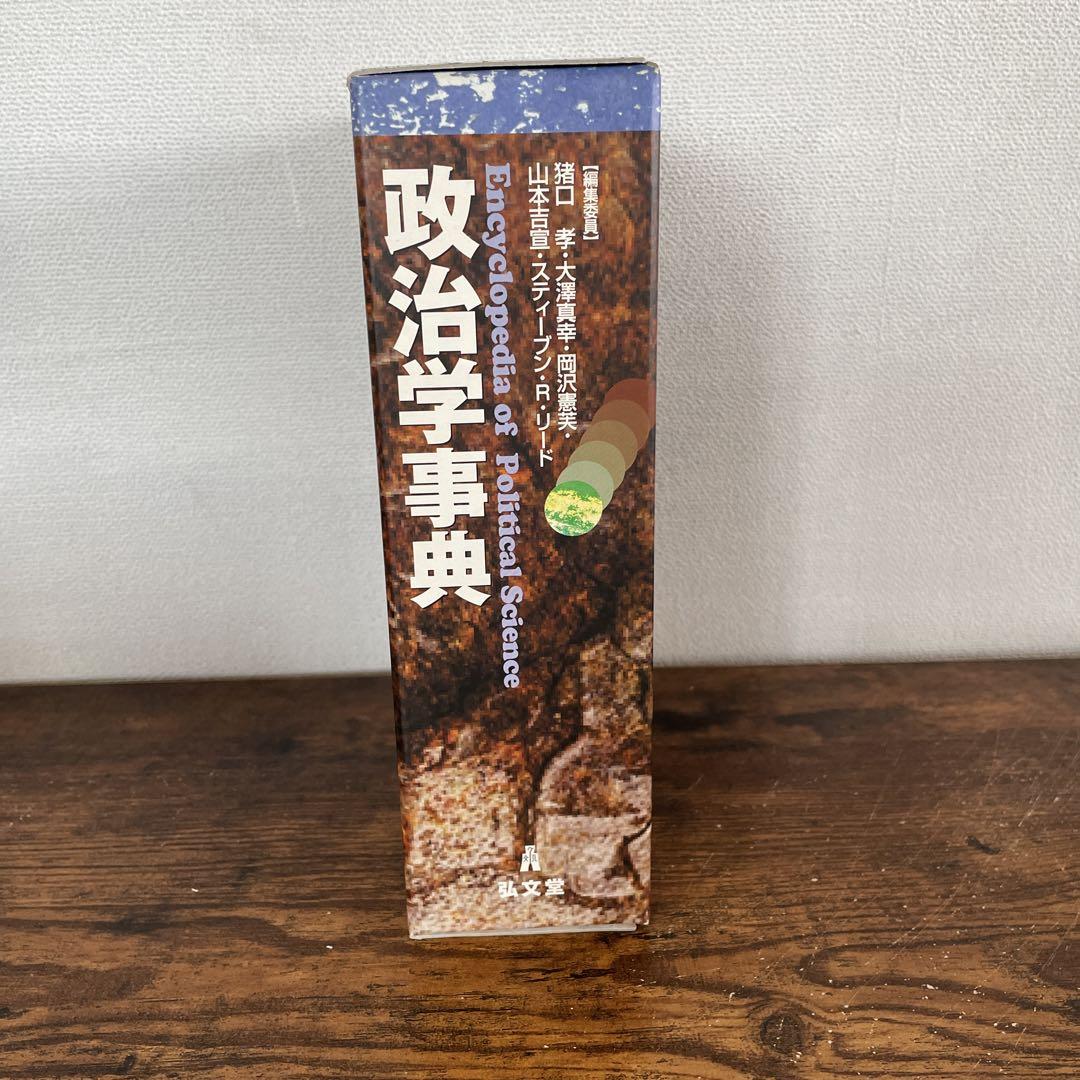 【編集委員】
猪口 孝・大澤真幸・岡沢憲芙・
山本吉宣・スティーブン・R・リード
Encyclopedia of Political Science
政治学事典
弘文堂